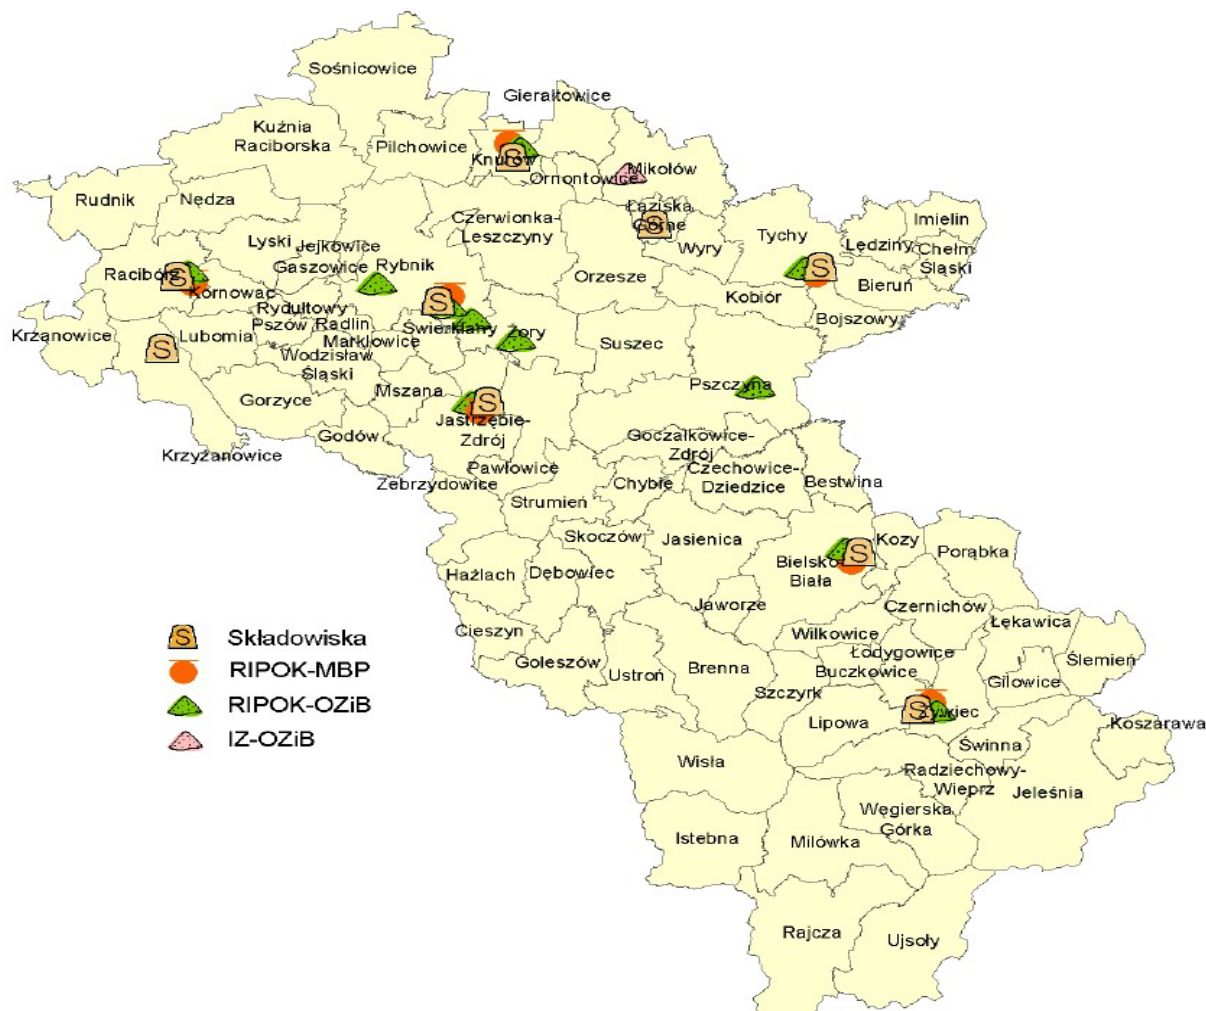 Sośnicowice
Gierałtowice
Kuźnia
Raciborska
Pilchowice
Knurów
S
Ornontowice
Mikołów
Rudnik
Nędza
Łaziska
Górne
S
Imielin
Czerwionka-
Leszczyny
Tychy
Lędziny
Chełm
Śląski
Wyry
Lyski
Jejkowice
Gaszowice
Rybnik
Racibórz
S
Kornowac
Orzesze
S
Bieruń
Kobiór
Bojszowy
Rydułtowy
S
Krzanowice
S
Lubomia
Pszów
Radlin
Marklowice
Świerklany
Żory
Suszec
Wodzisław
Śląski
Mszana
Pszczyna
Gorzyce
S
Jastrzębie-
Zdrój
Godów
Goczałkowice-
Zdrój
Krzyżanowice
Pawłowice
Zebrzydowice
Chybie
Czechowice-
Dziedzice
Bestwina
Strumień
Skoczów
Jasienica
S
Kozy
Porąbka
Bielsko-
Biała
Hażlach
Dębowiec
Jaworze
Czernichów
Łękawica
Cieszyn
Wilkowice
Łodygowice
Goleszów
Ustroń
Brenna
Buczkowice
Ślemień
Gilowice
Szczyrk
S
Żywiec
Lipowa
Koszarawa
Świnna
Wisła
Radziechowy-
Wieprz
Jeleśnia
Węgierska
Górka
Istebna
Milówka
Rajcza
Ujsoły
S Składowiska
RIPOK-MBP
RIPOK-OZiB
IZ-OZiB